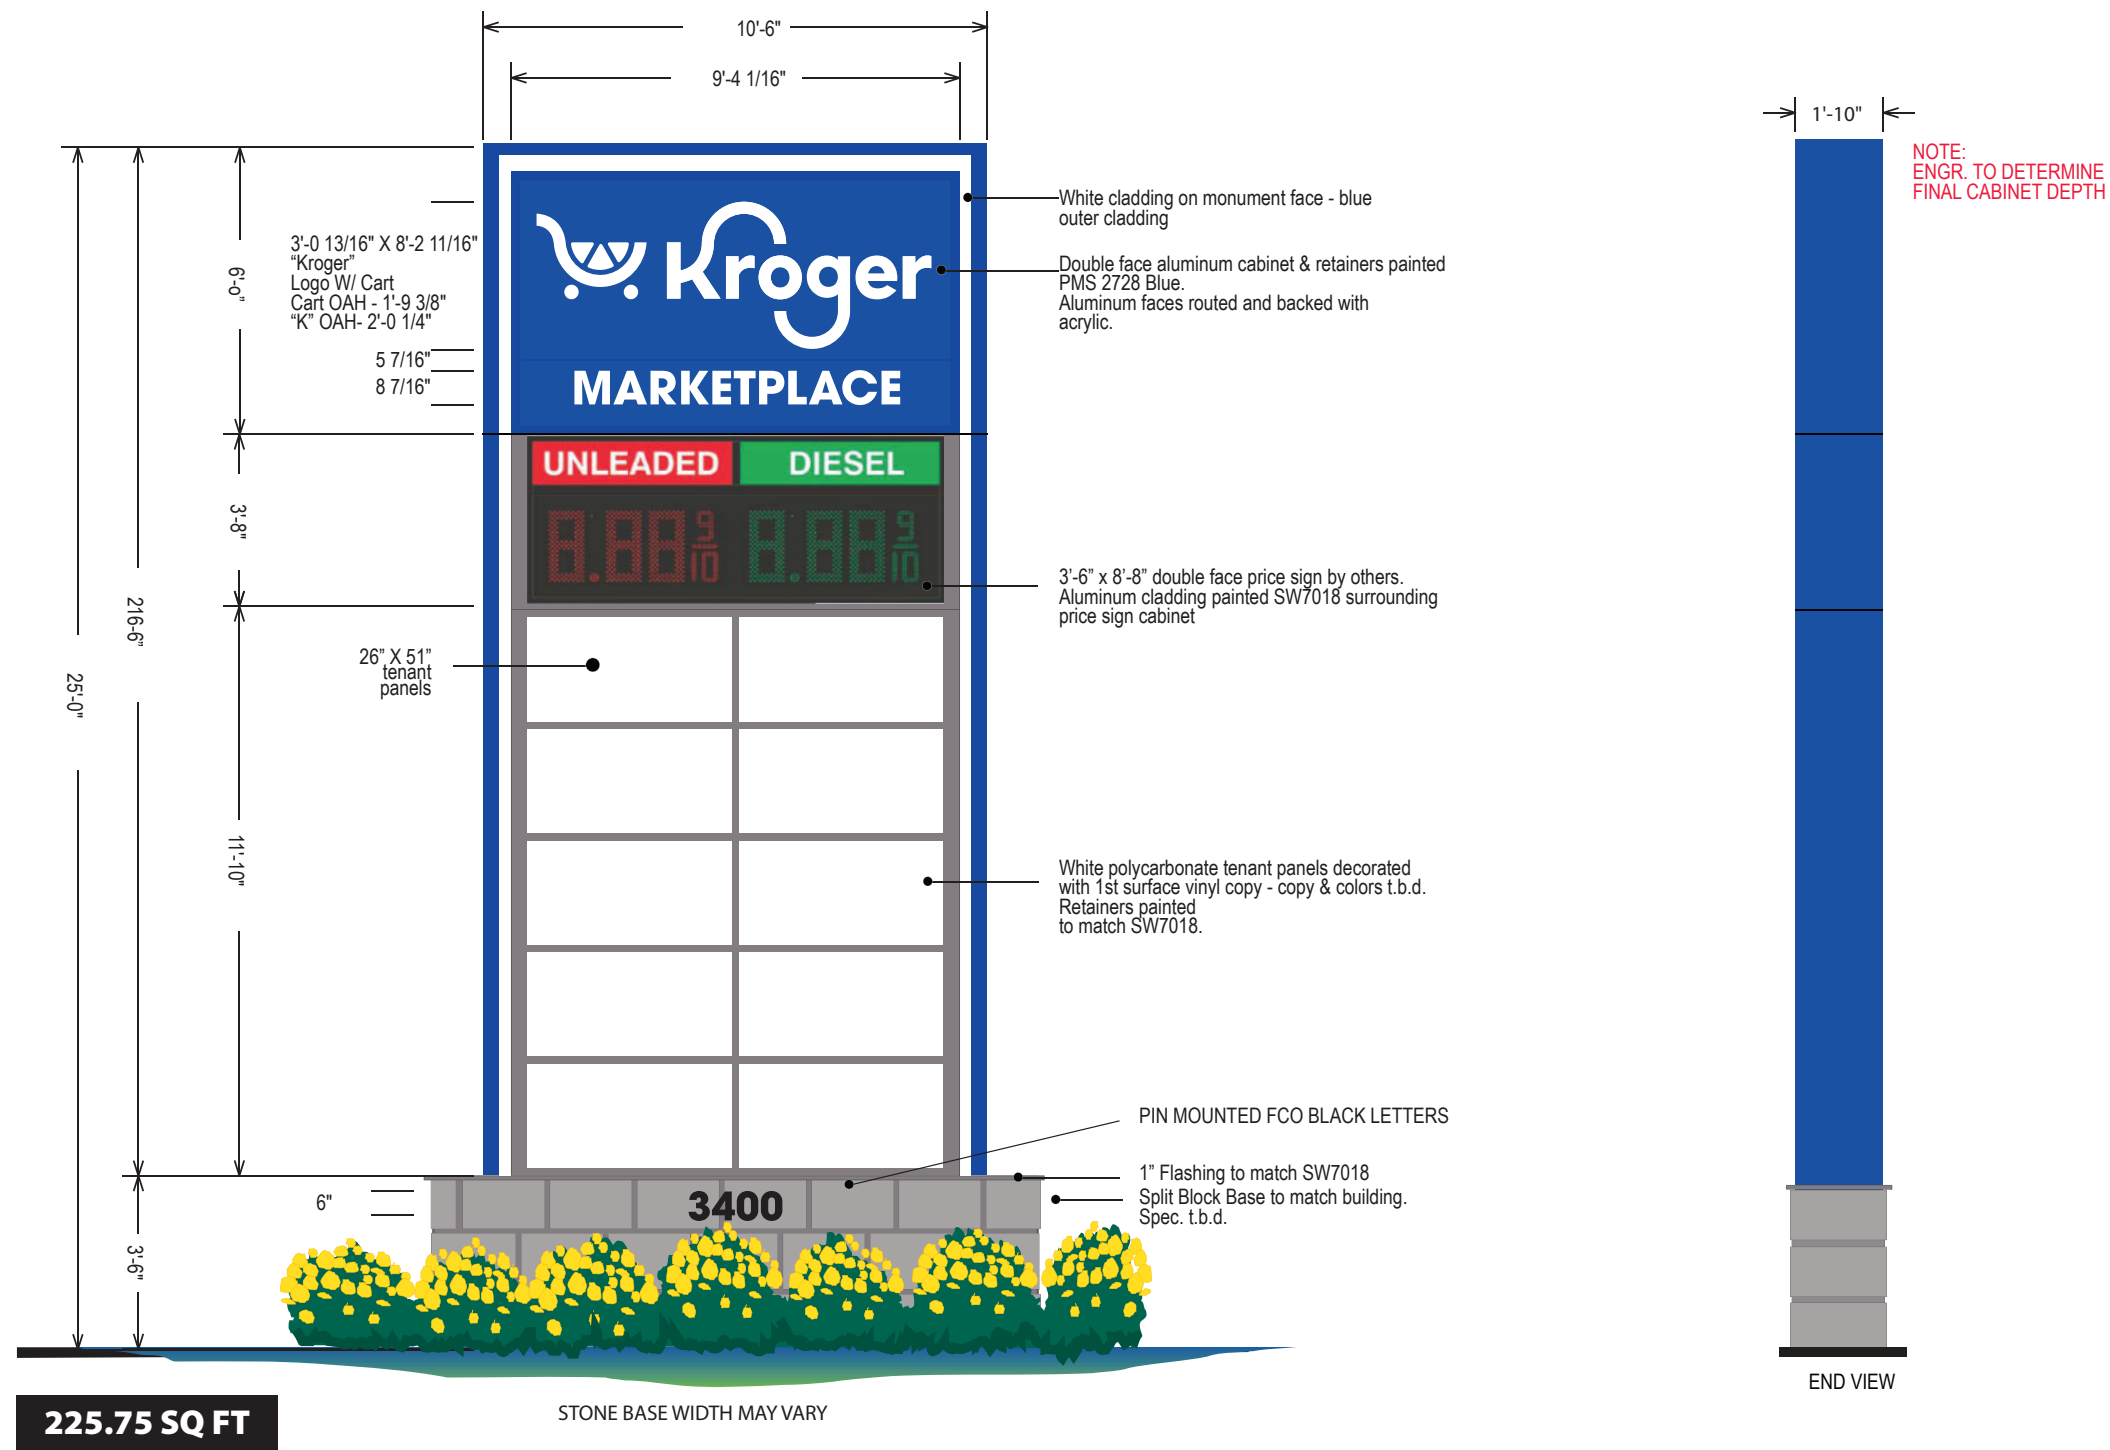 10'-6"
9'-4 1/16"
1'-10"
NOTE:
ENGR. TO DETERMINE
FINAL CABINET DEPTH
White cladding on monument face - blue
outer cladding
3'-0 13/16" X 8'-2 11/16"
“Kroger”
Logo W/ Cart
Cart OAH - 1'-9 3/8"
“K” OAH- 2'-0 1/4"
6'-o"
Kroger
Double face aluminum cabinet & retainers painted
PMS 2728 Blue.
Aluminum faces routed and backed with
acrylic.
5 7/16"
8 7/16"
MARKETPLACE
UNLEADED DIESEL
3'-8"
8.88 9/10 8.88 9/10
3'-6” x 8’-8” double face price sign by others.
Aluminum cladding painted SW7018 surrounding
price sign cabinet
216-6”
25'-0"
26” X 51”
tenant
panels
11'-10"
White polycarbonate tenant panels decorated
with 1st surface vinyl copy - copy & colors t.b.d.
Retainers painted
to match SW7018.
PIN MOUNTED FCO BLACK LETTERS
1” Flashing to match SW7018
Split Block Base to match building.
Spec. t.b.d.
6"
3400
3'-6"
END VIEW
STONE BASE WIDTH MAY VARY
225.75 SQ FT